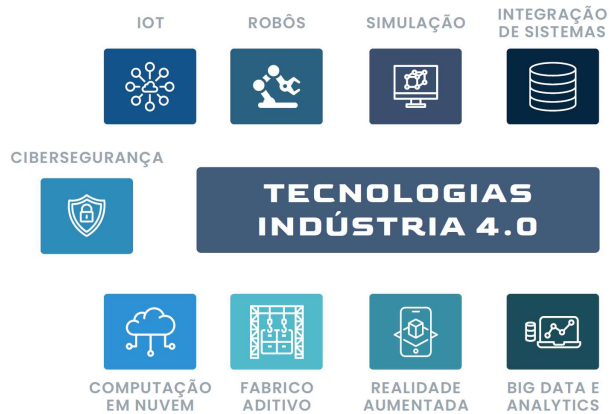 IOT
ROBÔS
SIMULAÇÃO
INTEGRAÇÃO
DE SISTEMAS
CIBERSEGURANÇA
TECNOLOGIAS
INDÚSTRIA 4.0
COMPUTAÇÃO
EM NUVEM
FABRICO
ADITIVO
REALIDADE
AUMENTADA
BIG DATA E
ANALYTICS